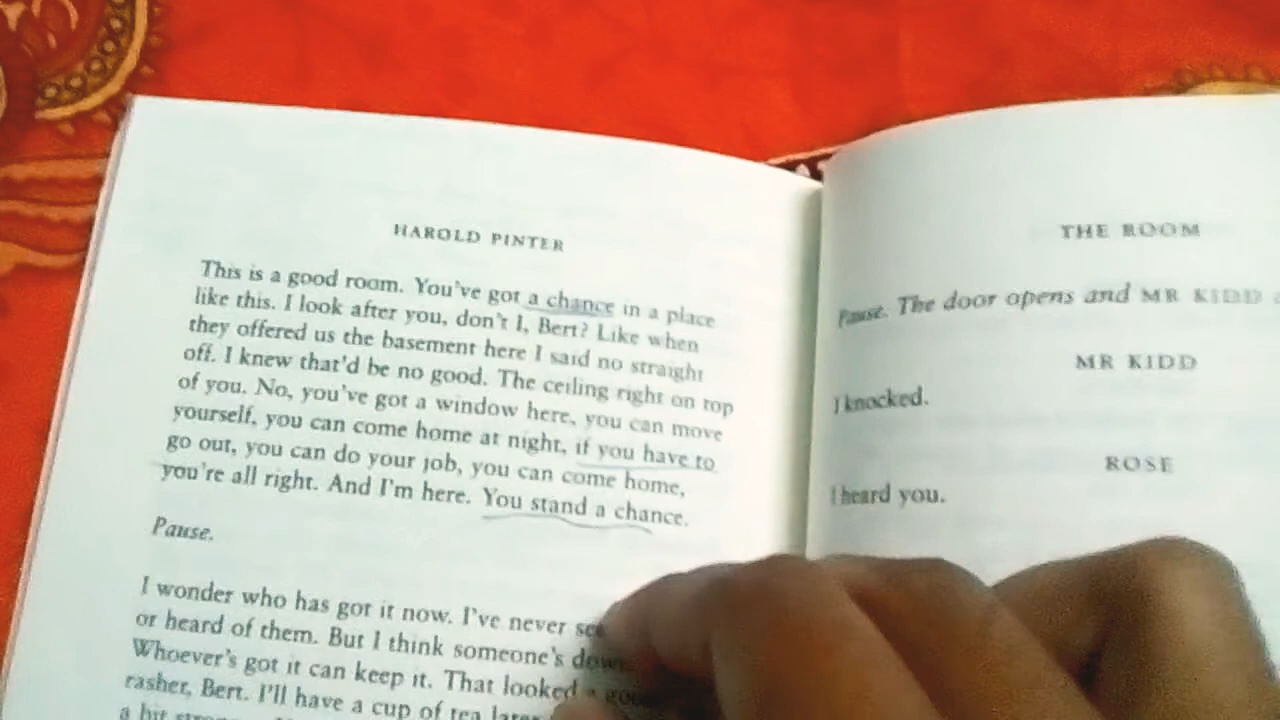 HAROLD PINTER
This is a good room. You've got a chance in a place
like this. I look after you, don't I, Bert? Like when
they offered us the basement here I said no straight
off. I knew that'd be no good. The ceiling right on top
of you. No, you've got a window here, you can move
yourself, you can come home at night, if you have to
go out, you can do your job, you can come home,
you're all right. And I'm here. You stand a chance.
Pause.
I wonder who has got it now. I've never
or heard of them. But I think someone's
Whoever's got it can keep it. That looked a
rasher, Bert. I'll have a cup of tea later
a bit
THE ROOM
Pause. The door opens and MR KIDD
MR KIDD
I knocked.
ROSE
I heard you.